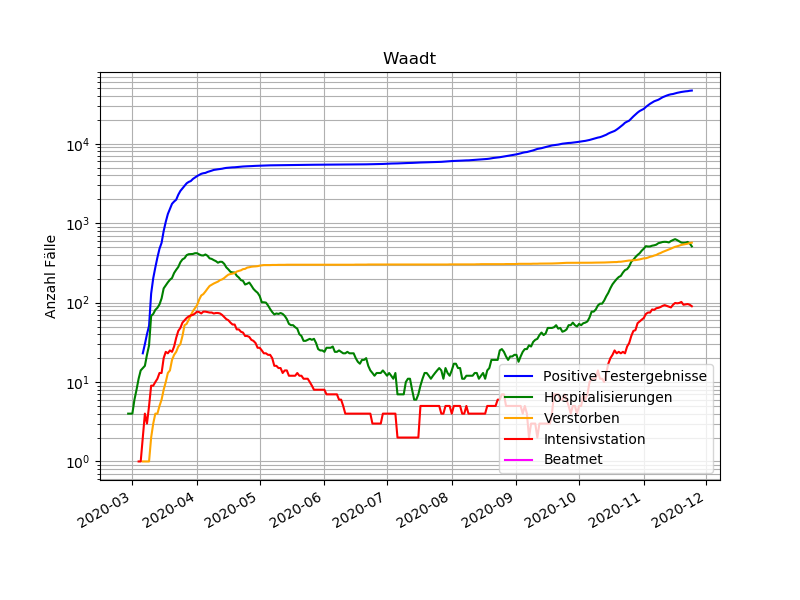 Waadt
Anzahl Fälle
10^4
10^3
10^2
10^1
10^0
Positive Testergebnisse
Hospitalisierungen
Verstorben
Intensivstation
Beatmet
2020-03
2020-04
2020-05
2020-06
2020-07
2020-08
2020-09
2020-10
2020-11
2020-12